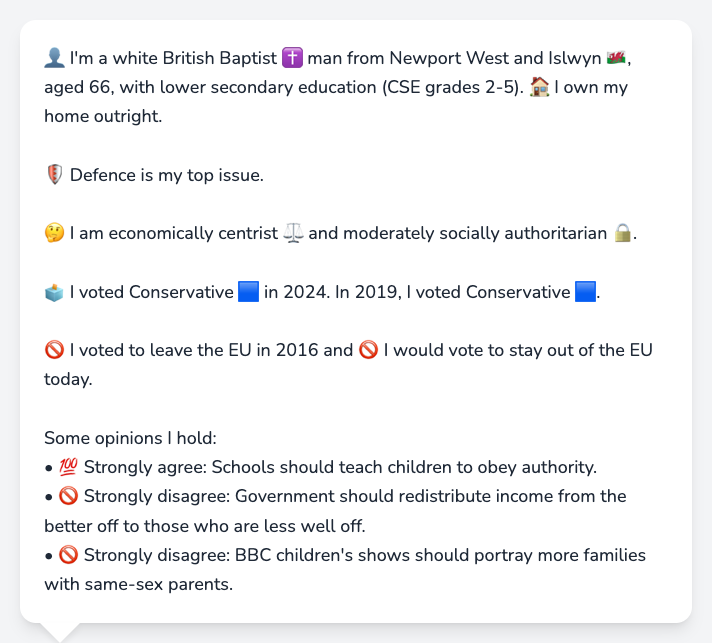 👤 I'm a white British Baptist ✝️ man from Newport West and Islwyn 🏴󠁧󠁢󠁷󠁬󠁳󠁿,
aged 66, with lower secondary education (CSE grades 2-5). 🏠 I own my
home outright.
🛡️ Defence is my top issue.
🤔 I am economically centrist ⚖️ and moderately socially authoritarian 🔒.
🗳️ I voted Conservative 🟦 in 2024. In 2019, I voted Conservative 🟦.
🚫 I voted to leave the EU in 2016 and 🚫 I would vote to stay out of the EU
today.
Some opinions I hold:
• 💯 Strongly agree: Schools should teach children to obey authority.
• 🚫 Strongly disagree: Government should redistribute income from the
better off to those who are less well off.
• 🚫 Strongly disagree: BBC children's shows should portray more families
with same-sex parents.